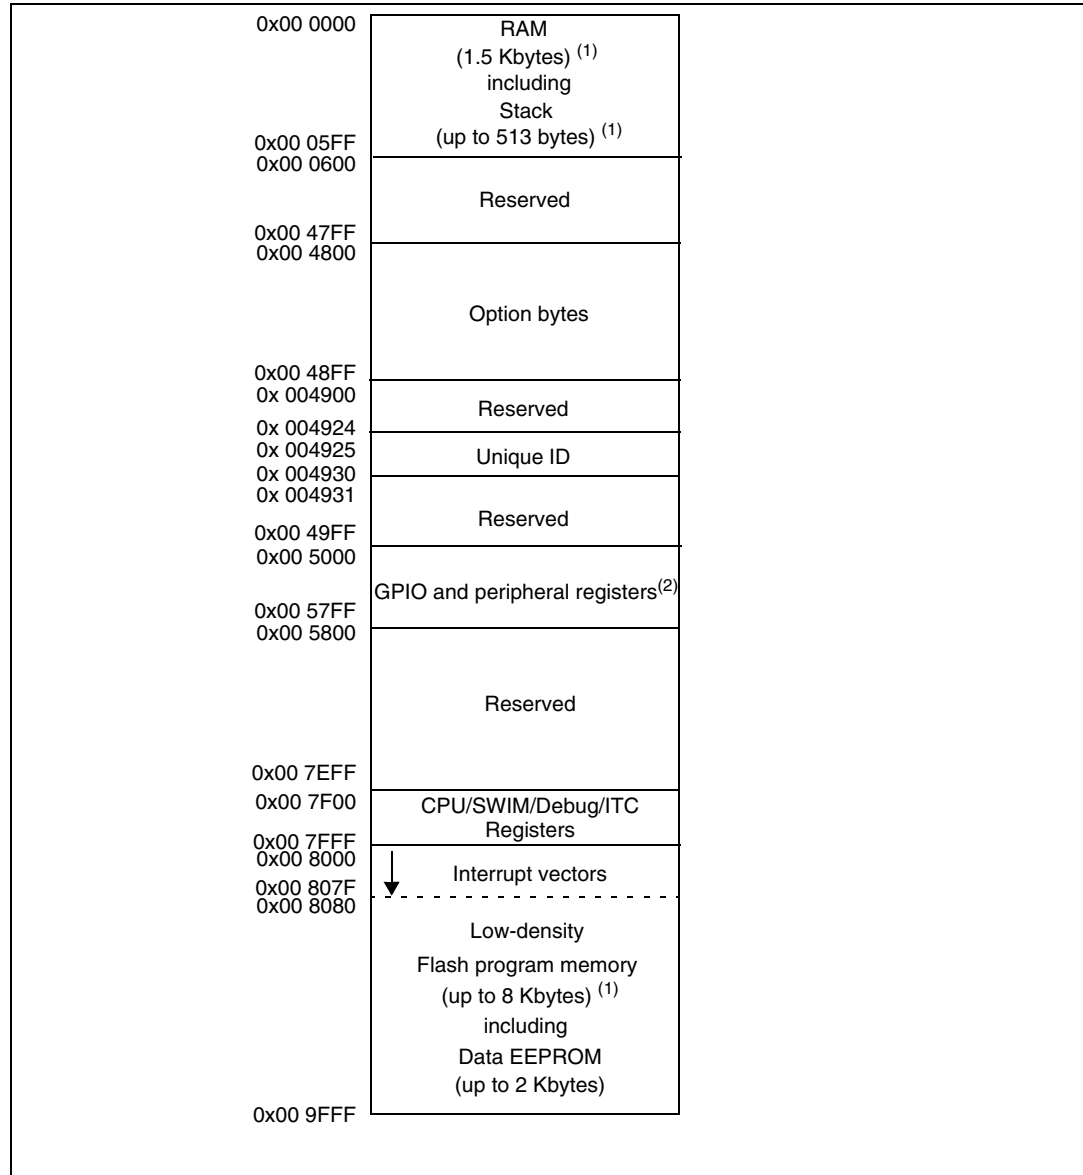 0x00 0000
RAM
(1.5 Kbytes) (1)
including
Stack
(up to 513 bytes) (1)
0x00 05FF
0x00 0600
Reserved
0x00 47FF
0x00 4800
Option bytes
0x00 48FF
0x 004900
Reserved
0x 004924
0x 004925
Unique ID
0x 004930
0x 004931
Reserved
0x00 49FF
0x00 5000
GPIO and peripheral registers(2)
0x00 57FF
0x00 5800
Reserved
0x00 7EFF
0x00 7F00
CPU/SWIM/Debug/ITC
Registers
0x00 7FFF
0x00 8000
Interrupt vectors
0x00 807F
0x00 8080
Low-density
Flash program memory
(up to 8 Kbytes) (1)
including
Data EEPROM
(up to 2 Kbytes)
0x00 9FFF